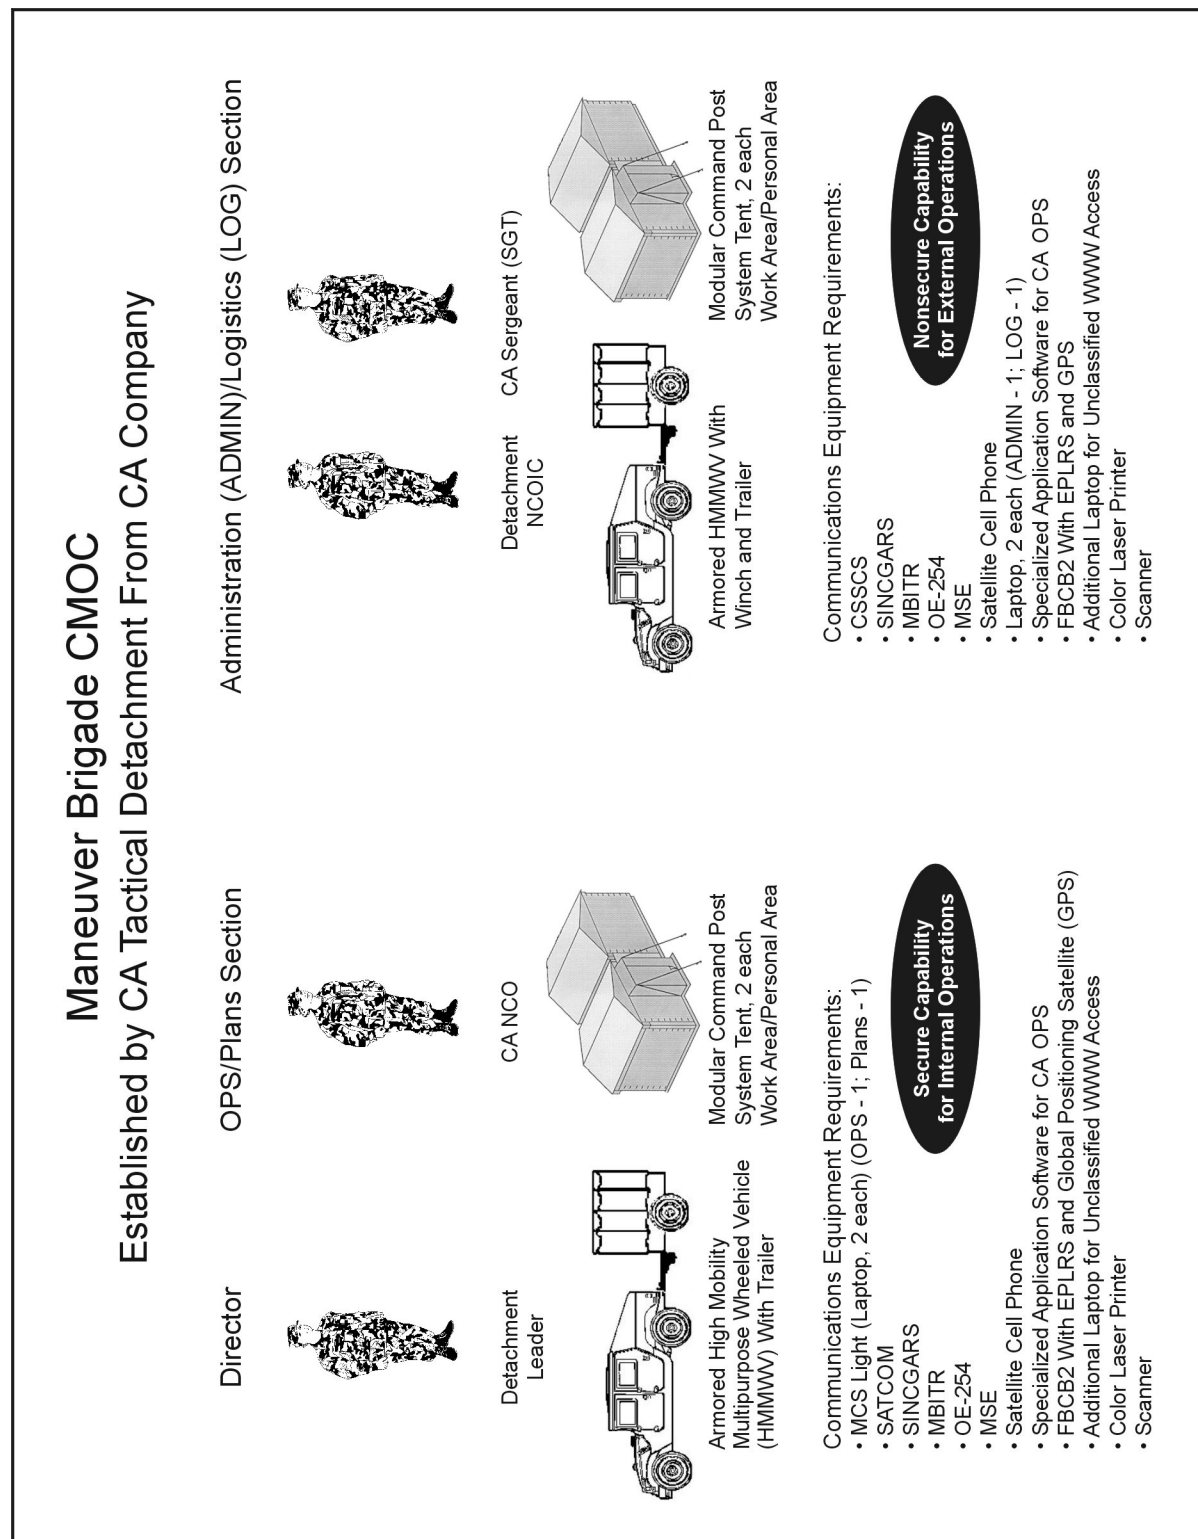 Maneuver Brigade CMOC
Established by CA Tactical Detachment From CA Company
Director
OPS/Plans Section
Administration (ADMIN)/Logistics (LOG) Section
Detachment
Leader
CA NCO
Detachment
NCOIC
CA Sergeant (SGT)
Armored High Mobility
Multipurpose Wheeled Vehicle
(HMMWV) With Trailer
Modular Command Post
System Tent, 2 each
Work Area/Personal Area
Armored HMMWV With
Winch and Trailer
Modular Command Post
System Tent, 2 each
Work Area/Personal Area
Communications Equipment Requirements:
• MCS Light (Laptop, 2 each) (OPS - 1; Plans - 1)
• SATCOM
• SINCGARS
• MBITR
• OE-254
• MSE
• Satellite Cell Phone
• Specialized Application Software for CA OPS
• FBCB2 With EPLRS and Global Positioning Satellite (GPS)
• Additional Laptop for Unclassified WWW Access
• Color Laser Printer
• Scanner
Secure Capability
for Internal Operations
Communications Equipment Requirements:
• CSSCS
• SINCGARS
• MBITR
• OE-254
• MSE
• Satellite Cell Phone
• Laptop, 2 each (ADMIN - 1; LOG - 1)
• Specialized Application Software for CA OPS
• FBCB2 With EPLRS and GPS
• Additional Laptop for Unclassified WWW Access
• Color Laser Printer
• Scanner
Nonsecure Capability
for External Operations